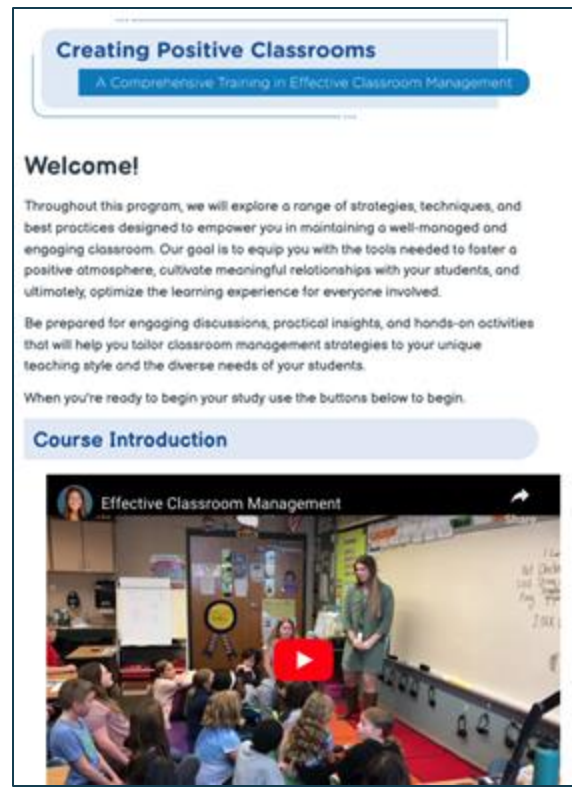 Creating Positive Classrooms
A Comprehensive Training in Effective Classroom Management
Welcome!
Throughout this program, we will explore a range of strategies, techniques, and
best practices designed to empower you in maintaining a well-managed and
engaging classroom. Our goal is to equip you with the tools needed to foster a
positive atmosphere, cultivate meaningful relationships with your students, and
ultimately, optimize the learning experience for everyone involved.
Be prepared for engaging discussions, practical insights, and hands-on activities
that will help you tailor classroom management strategies to your unique
teaching style and the diverse needs of your students.
When you're ready to begin your study use the buttons below to begin.
Course Introduction
Effective Classroom Management
Share